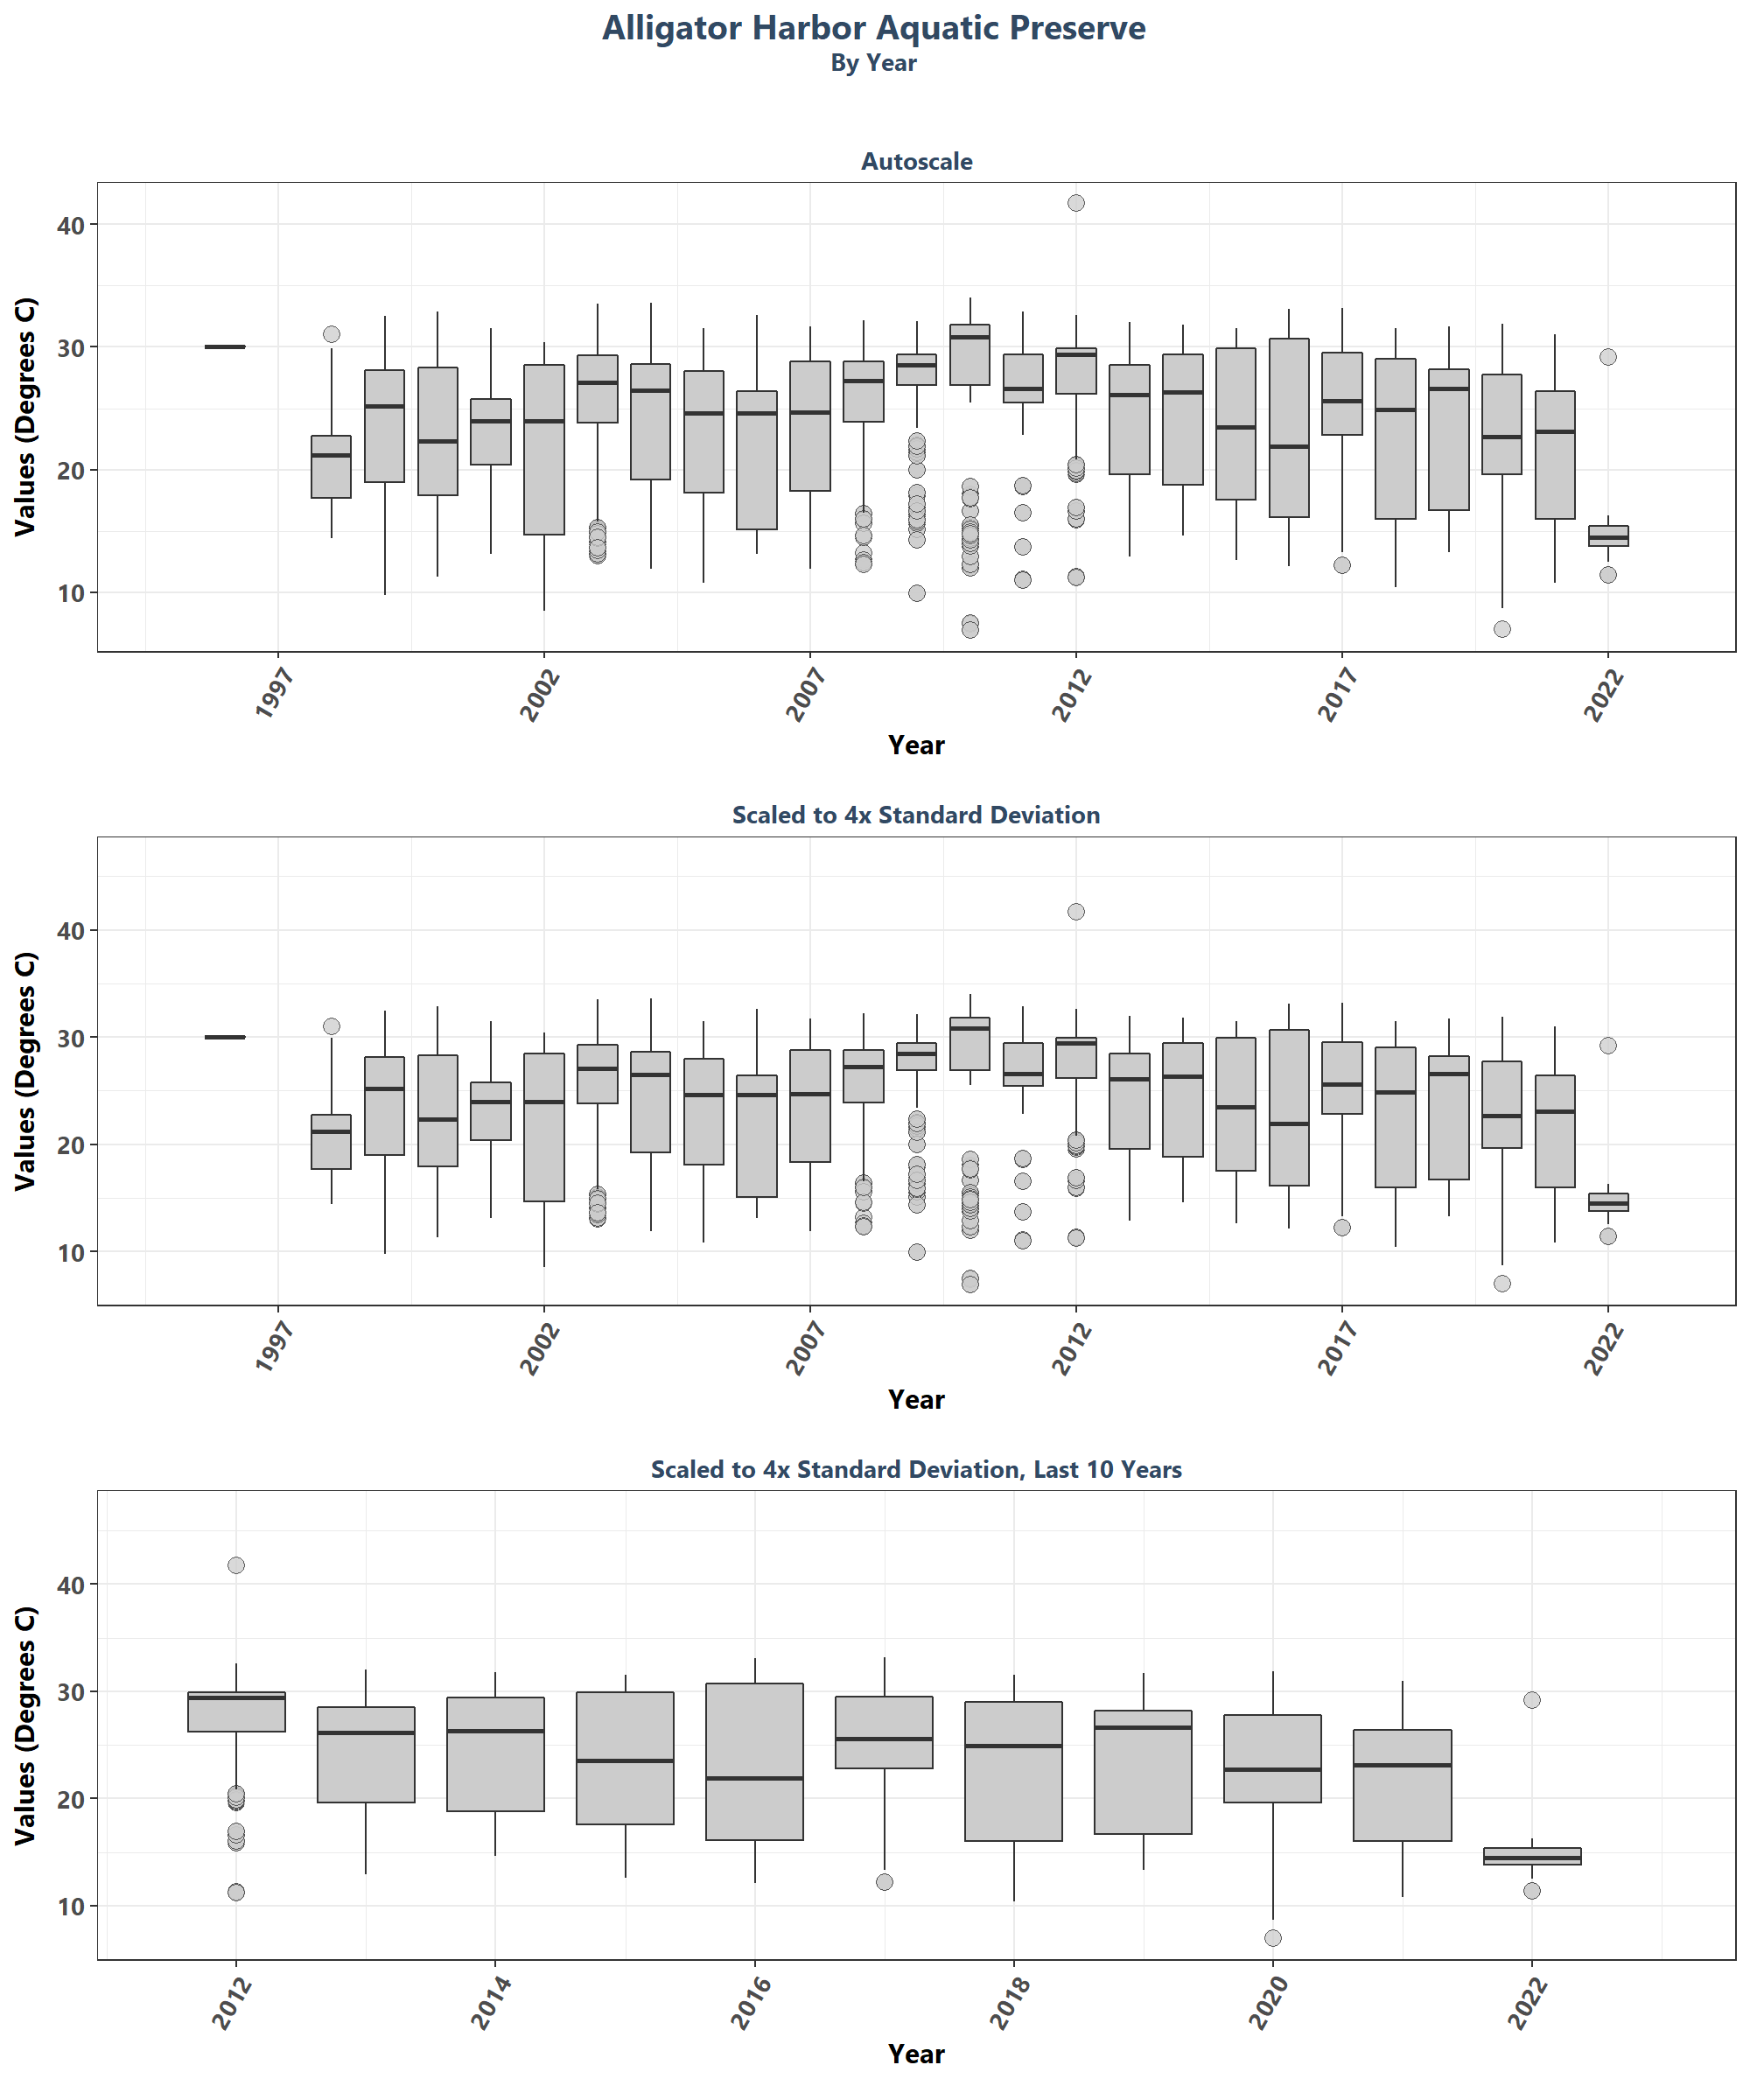 Alligator Harbor Aquatic Preserve
By Year
Autoscale
Values (Degrees C)
40
30
20
10
1997
2002
2007
2012
2017
2022
Year
Scaled to 4x Standard Deviation
Values (Degrees C)
40
30
20
10
1997
2002
2007
2012
2017
2022
Year
Scaled to 4x Standard Deviation, Last 10 Years
Values (Degrees C)
40
30
20
10
2012
2014
2016
2018
2020
2022
Year